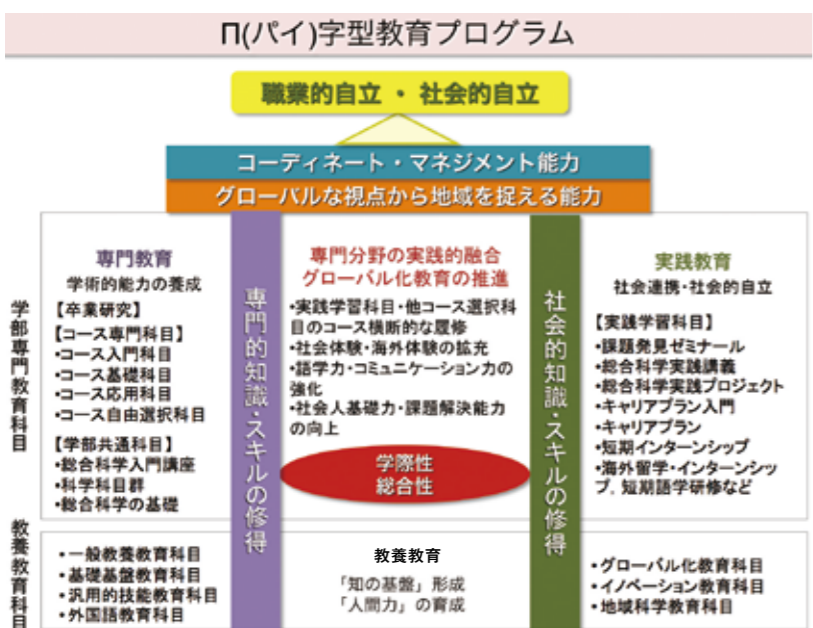 Π(パイ)字型教育プログラム
職業的自立 ・ 社会的自立
コーディネート・マネジメント能力
グローバルな視点から地域を捉える能力
学部専門教育科目
専門教育
学術的能力の養成
【卒業研究】
【コース専門科目】
・コース入門科目
・コース基礎科目
・コース応用科目
・コース自由選択科目
【学部共通科目】
・総合科学入門講座
・科学科目群
・総合科学の基礎
専門的知識・スキルの修得
専門分野の実践的融合
グローバル化教育の推進
・実践学習科目・他コース選択科
目のコース横断的な履修
・社会体験・海外体験の拡充
・語学力・コミュニケーション力の
強化
・社会人基礎力・課題解決能力
の向上
学際性
総合性
社会的知識・スキルの修得
実践教育
社会連携・社会的自立
【実践学習科目】
・課題発見ゼミナール
・総合科学実践講義
・総合科学実践プロジェクト
・キャリアプラン入門
・キャリアプラン
・短期インターンシップ
・海外留学・インターンシッ
プ，短期語学研修など
教養教育科目
・一般教養教育科目
・基礎基盤教育科目
・汎用的技能教育科目
・外国語教育科目
教養教育
「知の基盤」形成
「人間力」の育成
・グローバル化教育科目
・イノベーション教育科目
・地域科学教育科目